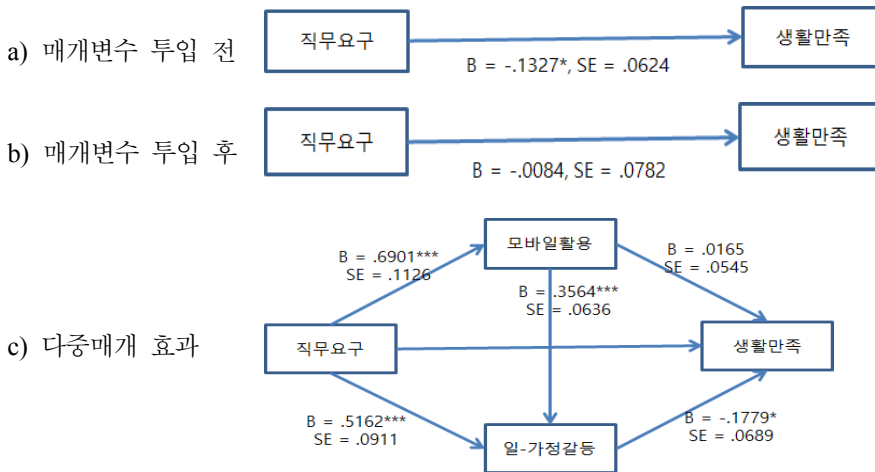 a) 매개변수 투입 전
직무요구
생활만족
B = -.1327*, SE = .0624
b) 매개변수 투입 후
직무요구
생활만족
B = -.0084, SE = .0782
c) 다중매개 효과
모바일활용
B = .6901***
SE = .1126
B = .0165
SE = .0545
B = .3564***
SE = .0636
직무요구
생활만족
B = .5162***
SE = .0911
B = -.1779*
SE = .0689
일-가정갈등